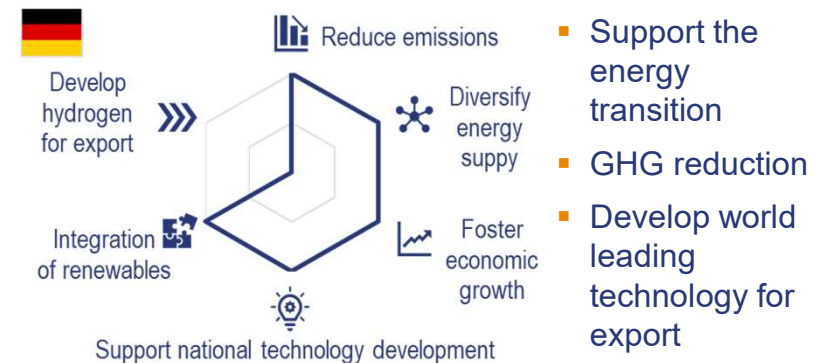 Reduce emissions
Develop
hydrogen
for export
Diversify
energy
suppy
Integration
of renewables
Foster
economic
growth
Support national technology development
▪ Support the
energy
transition
▪ GHG reduction
▪ Develop world
leading
technology for
export